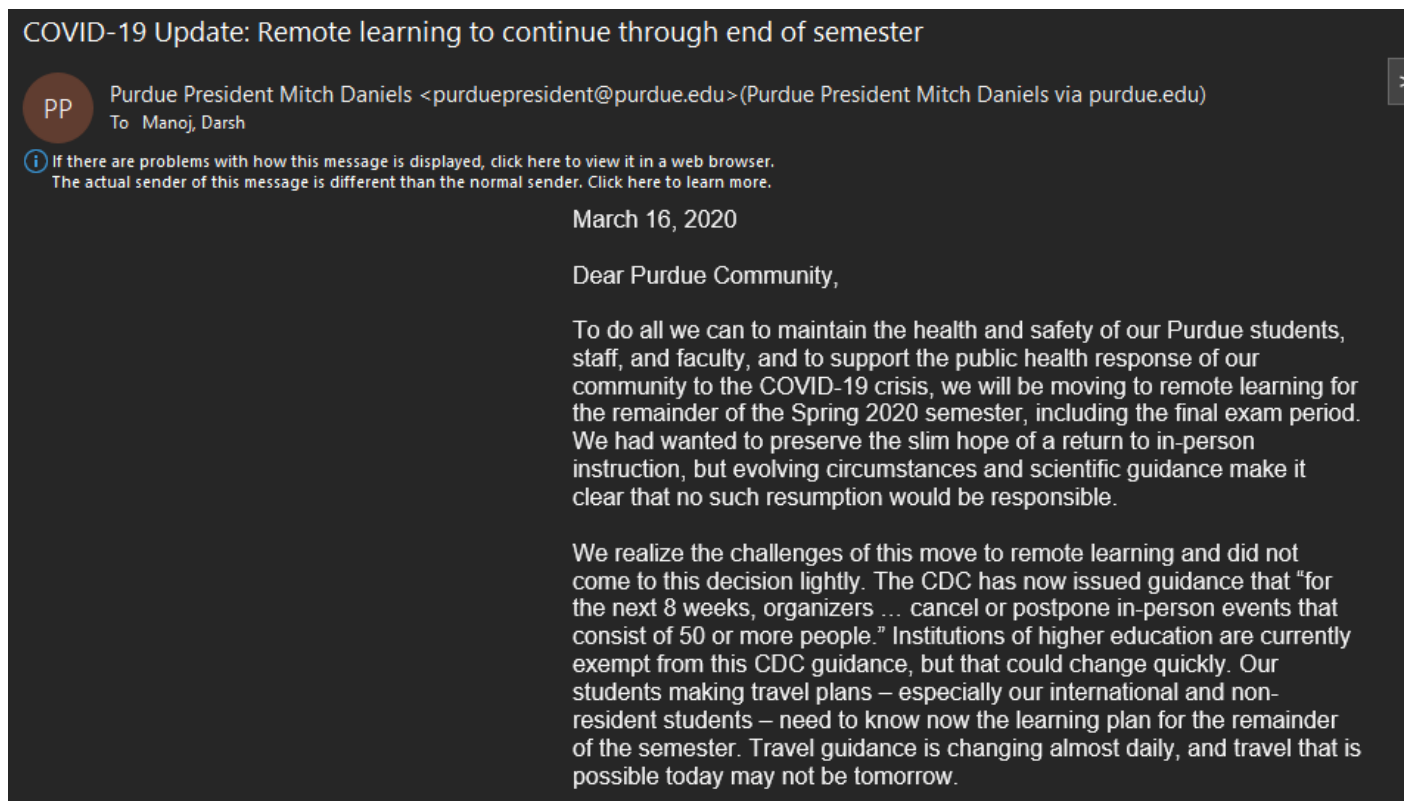 COVID-19 Update: Remote learning to continue through end of semester
PP
Purdue President Mitch Daniels <purduepresident@purdue.edu>(Purdue President Mitch Daniels via purdue.edu)
To Manoj, Darsh
If there are problems with how this message is displayed, click here to view it in a web browser.
The actual sender of this message is different than the normal sender. Click here to learn more.
March 16, 2020
Dear Purdue Community,
To do all we can to maintain the health and safety of our Purdue students,
staff, and faculty, and to support the public health response of our
community to the COVID-19 crisis, we will be moving to remote learning for
the remainder of the Spring 2020 semester, including the final exam period.
We had wanted to preserve the slim hope of a return to in-person
instruction, but evolving circumstances and scientific guidance make it
clear that no such resumption would be responsible.
We realize the challenges of this move to remote learning and did not
come to this decision lightly. The CDC has now issued guidance that “for
the next 8 weeks, organizers … cancel or postpone in-person events that
consist of 50 or more people.” Institutions of higher education are currently
exempt from this CDC guidance, but that could change quickly. Our
students making travel plans – especially our international and non-
resident students – need to know now the learning plan for the remainder
of the semester. Travel guidance is changing almost daily, and travel that is
possible today may not be tomorrow.